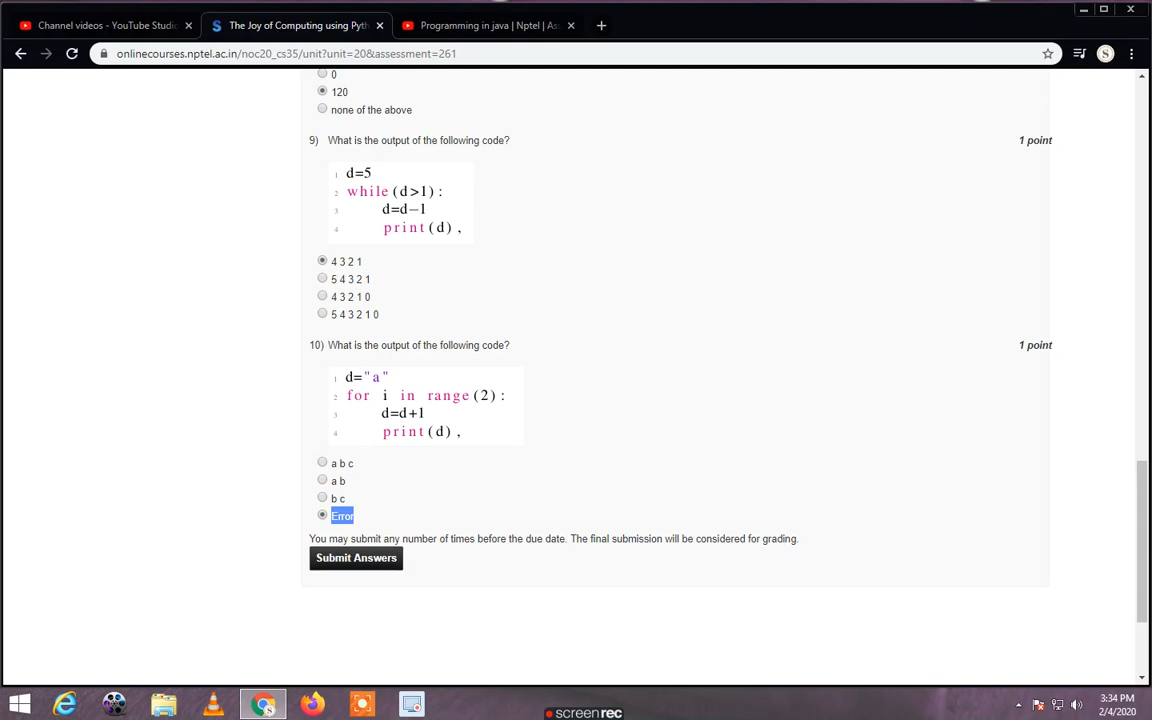 Channel videos - YouTube Studio
The Joy of Computing using Pyth
Programming in java | Nptel | Ass
onlinecourses.nptel.ac.in/noc20_cs35/unit?unit=20&assessment=261
S
0
120
none of the above
9) What is the output of the following code? 1 point
1 d=5
2 while(d>1):
3 d=d−1
4 print(d),
4 3 2 1
5 4 3 2 1
4 3 2 1 0
5 4 3 2 1 0
10) What is the output of the following code? 1 point
1 d="a"
2 for i in range(2):
3 d=d+1
4 print(d),
a b c
a b
b c
Error
You may submit any number of times before the due date. The final submission will be considered for grading.
Submit Answers
3:34 PM
2/4/2020
screenrec